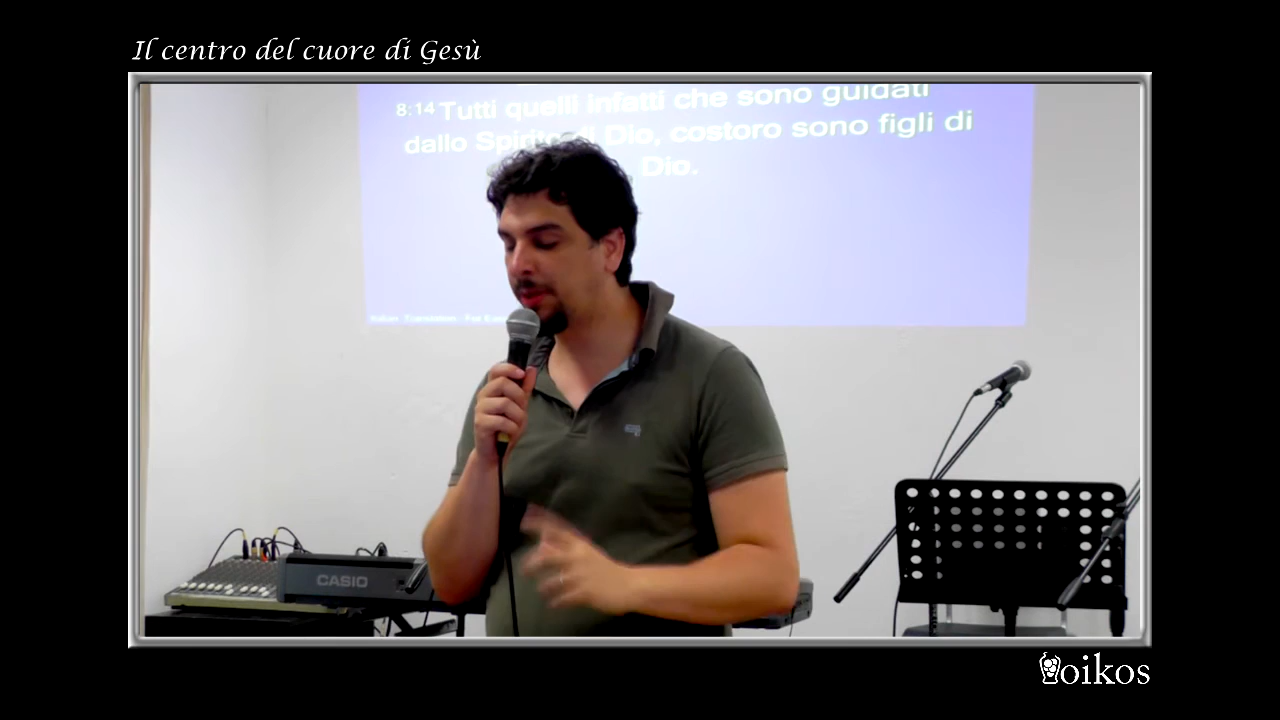 Il centro del cuore di Gesù
8:14 Tutti quelli infatti che sono guidati
dallo Spirito di Dio, costoro sono figli di
Dio.
CASIO
oikos